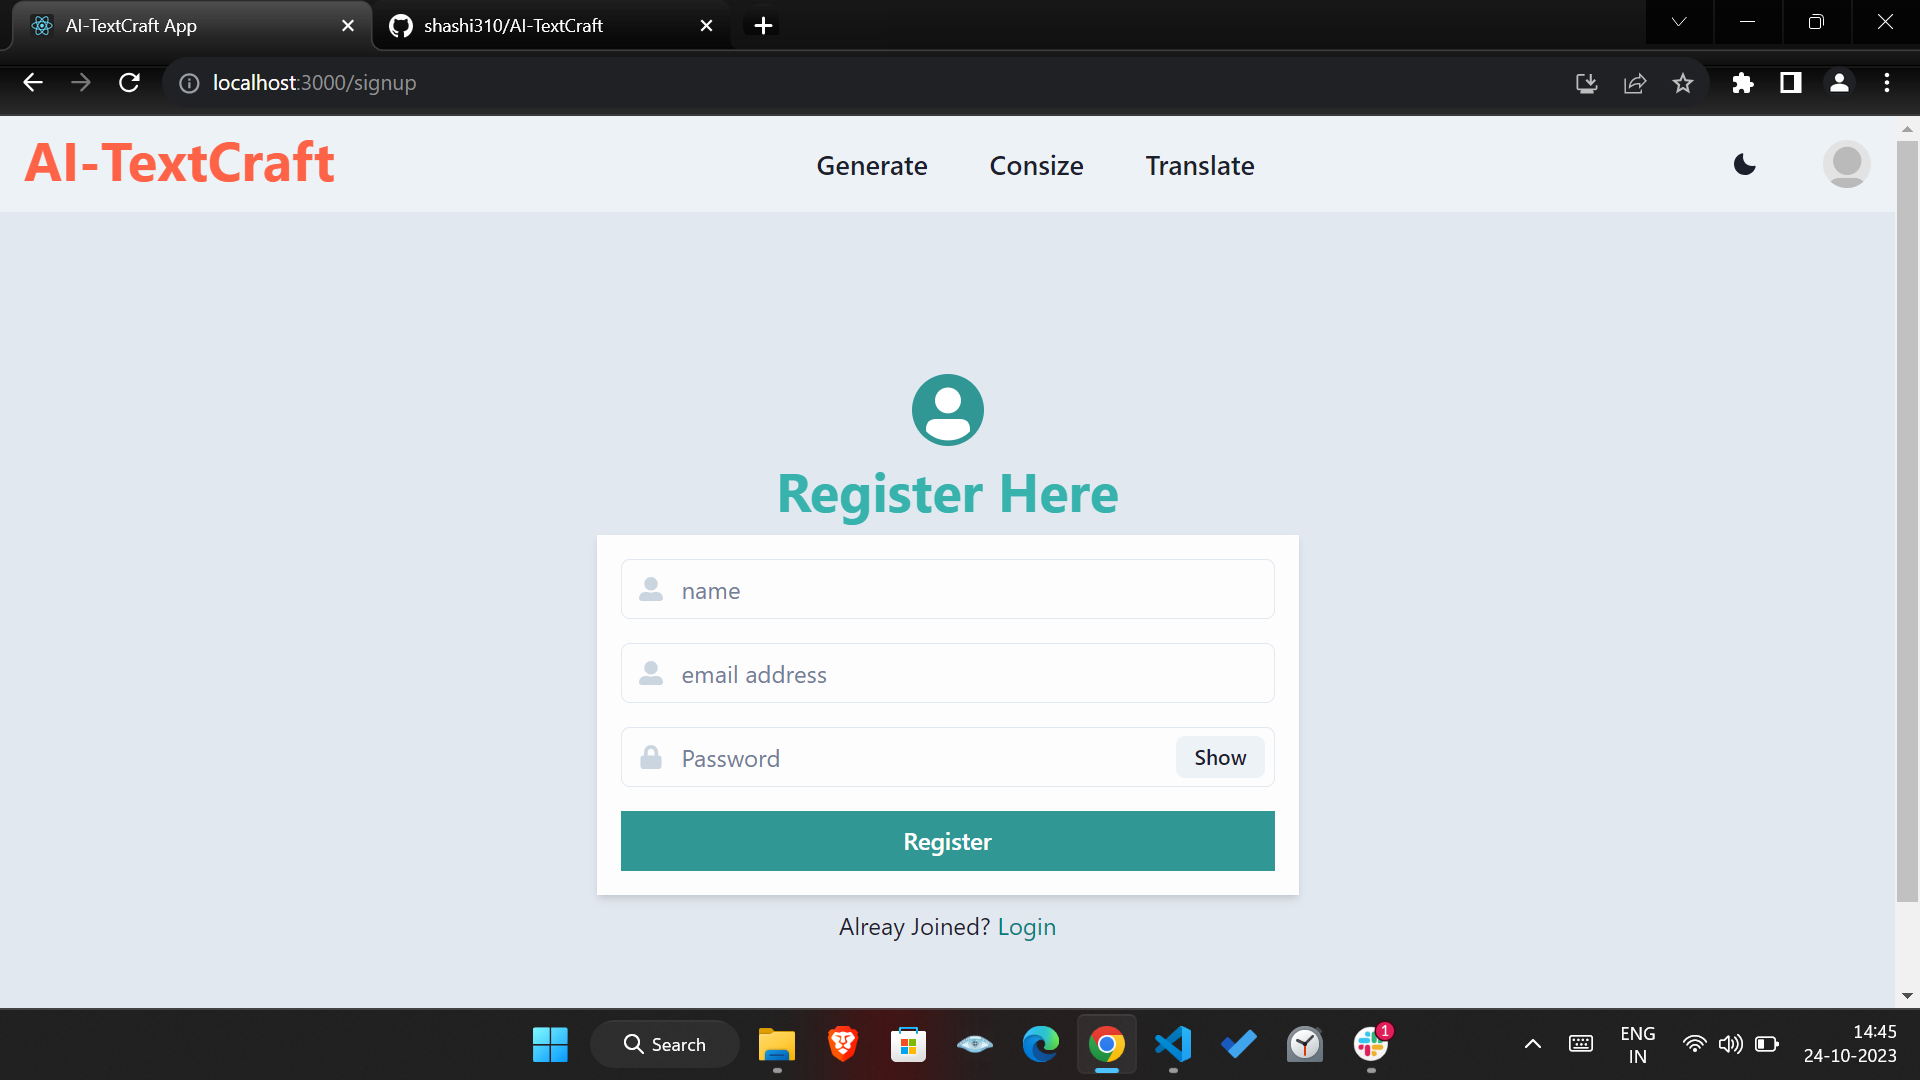 AI-TextCraft App
shashi310/AI-TextCraft
localhost:3000/signup
AI-TextCraft
Generate
Consize
Translate
Register Here
name
email address
Password
Show
Register
Alreay Joined? Login
Search
1
ENG
IN
14:45
24-10-2023